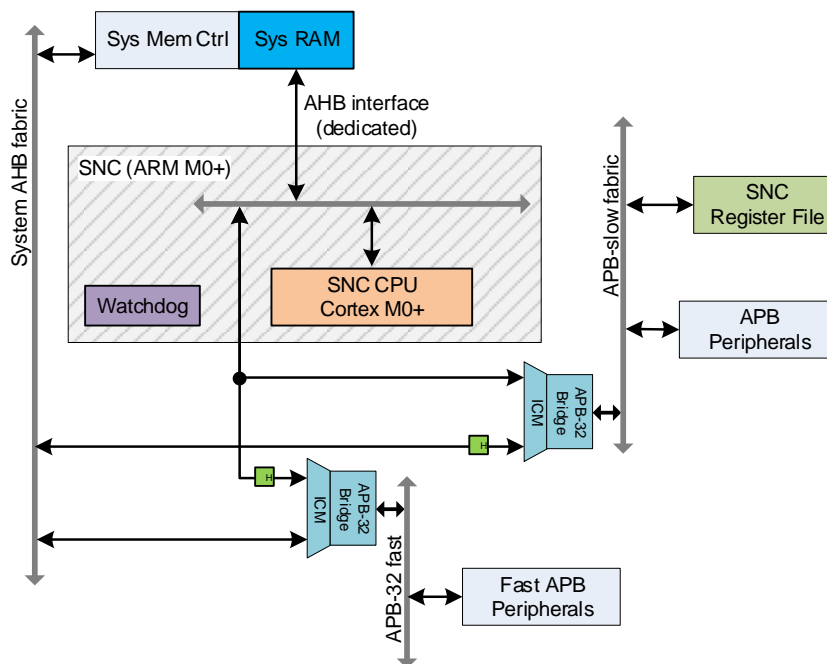 Sys Mem Ctrl
Sys RAM
AHB interface
(dedicated)
System AHB fabric
SNC (ARM M0+)
SNC CPU
Cortex M0+
Watchdog
APB-slow fabric
SNC
Register File
APB
Peripherals
ICM
APB-32
Bridge
H
H
ICM
APB-32
Bridge
APB-32 fast
Fast APB
Peripherals